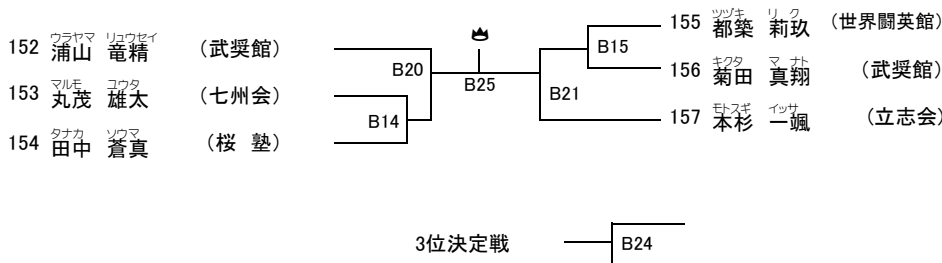 ウラヤマ リュウセイ
152 浦山 竜精 (武奨館)
マルモ ユウタ
153 丸茂 雄太 (七州会)
タナカ ソウマ
154 田中 蒼真 (桜 塾)
B20
B14
B25
B15
B21
ツヅキ リク
155 都築 莉玖 (世界闘英館)
キクタ マナト
156 菊田 真翔 (武奨館)
モトスギ イッサ
157 本杉 一颯 (立志会)
3位決定戦 B24